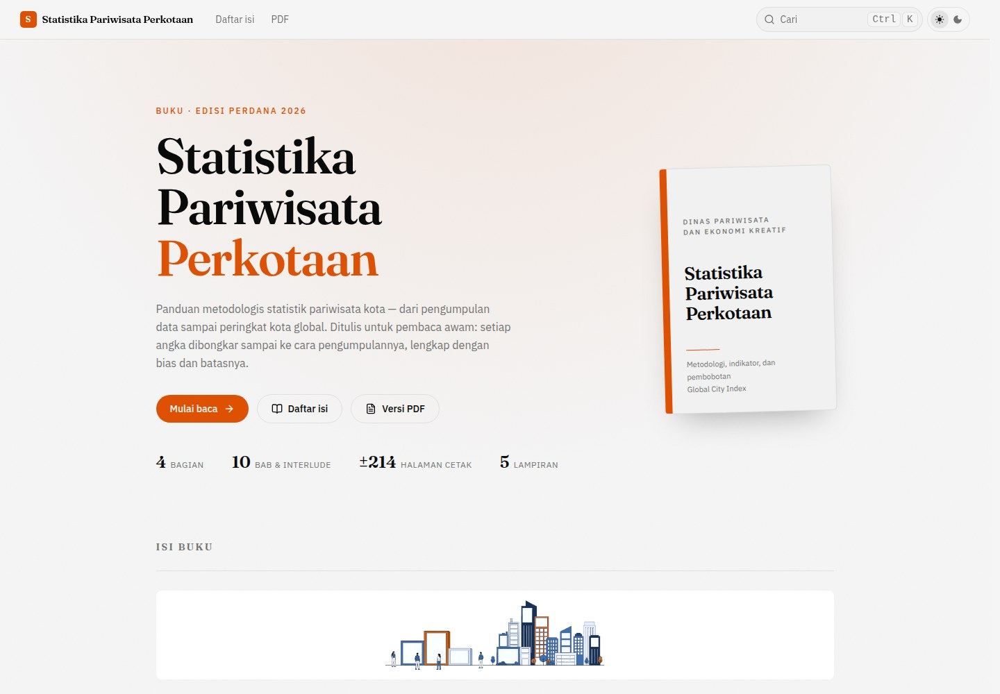 S Statistika Pariwisata Perkotaan Daftar isi PDF Cari Ctrl K
BUKU · EDISI PERDANA 2026
Statistika
Pariwisata
Perkotaan
Panduan metodologis statistik pariwisata kota — dari pengumpulan
data sampai peringkat kota global. Ditulis untuk pembaca awam: setiap
angka dibongkar sampai ke cara pengumpulannya, lengkap dengan
bias dan batasnya.
Mulai baca Daftar isi Versi PDF
4 BAGIAN 10 BAB & INTERLUDE ±214 HALAMAN CETAK 5 LAMPIRAN
DINAS PARIWISATA
DAN EKONOMI KREATIF
Statistika
Pariwisata
Perkotaan
Metodologi, indikator, dan
pembobotan
Global City Index
ISI BUKU